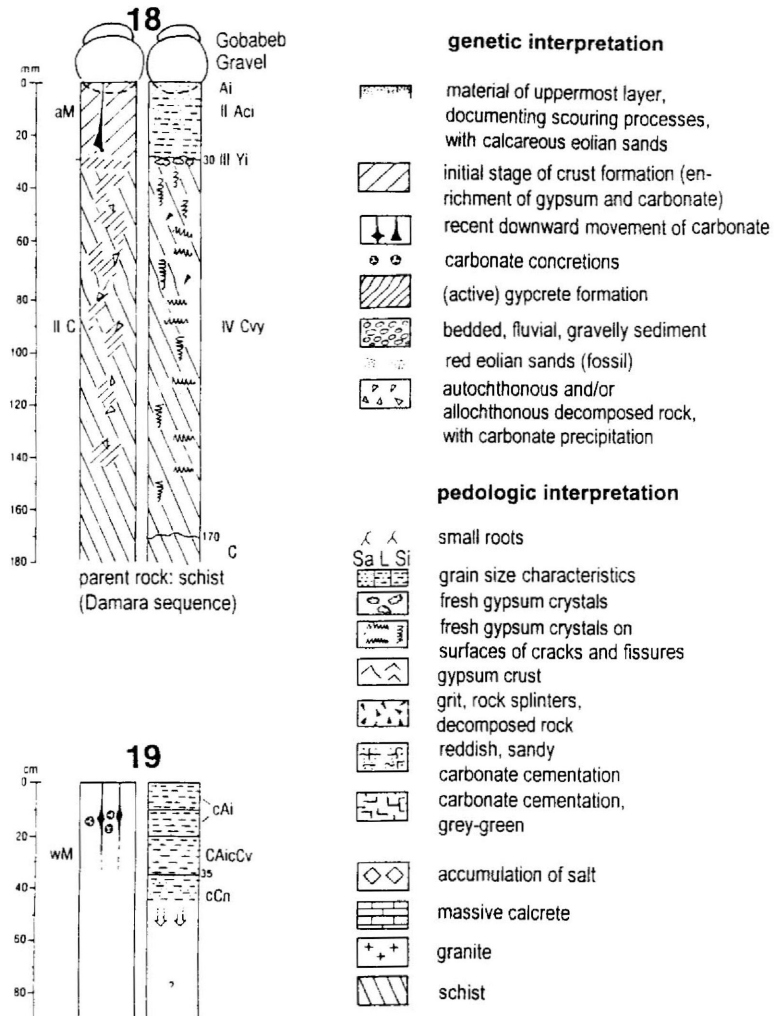 18
Gobabeb
Gravel
mm
0
20
40
60
80
100
120
140
160
180
aM
II C
Ai
II Aci
30 III Yi
IV Cvy
170
C
parent rock: schist
(Damara sequence)
19
cm
0
20
40
60
80
wM
cAi
CAicCv
35
cCn
?
genetic interpretation
material of uppermost layer,
documenting scouring processes,
with calcareous eolian sands
initial stage of crust formation (en-
richment of gypsum and carbonate)
recent downward movement of carbonate
carbonate concretions
(active) gypcrete formation
bedded, fluvial, gravelly sediment
red eolian sands (fossil)
autochthonous and/or
allochthonous decomposed rock,
with carbonate precipitation
pedologic interpretation
small roots
Sa L Si
grain size characteristics
fresh gypsum crystals
fresh gypsum crystals on
surfaces of cracks and fissures
gypsum crust
grit, rock splinters,
decomposed rock
reddish, sandy
carbonate cementation
carbonate cementation,
grey-green
accumulation of salt
massive calcrete
granite
schist